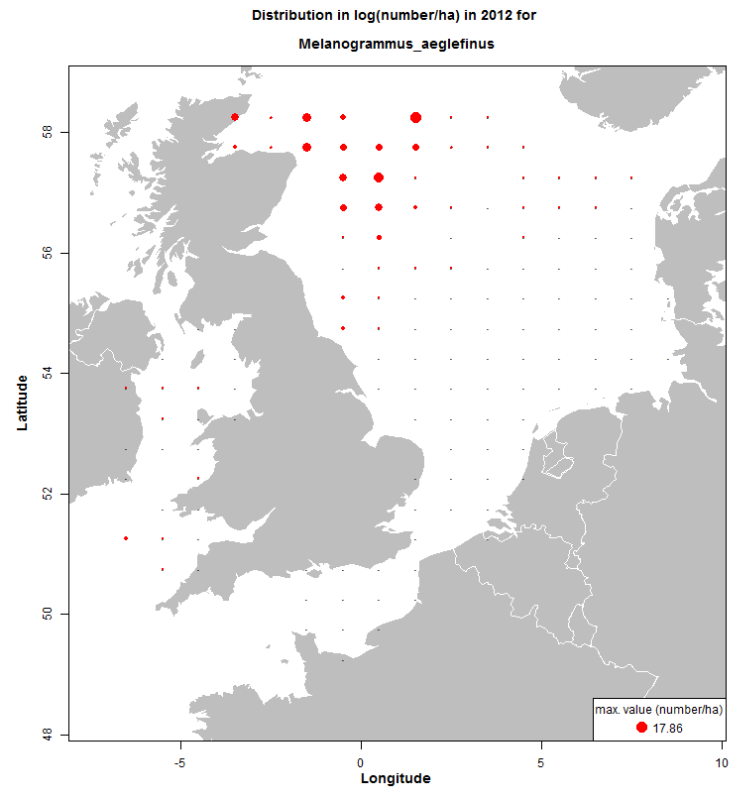 Distribution in log(number/ha) in 2012 for
Melanogrammus_aeglefinus
58
56
54
52
50
48
Latitude
-5
0
5
10
Longitude
max. value (number/ha)
17.86